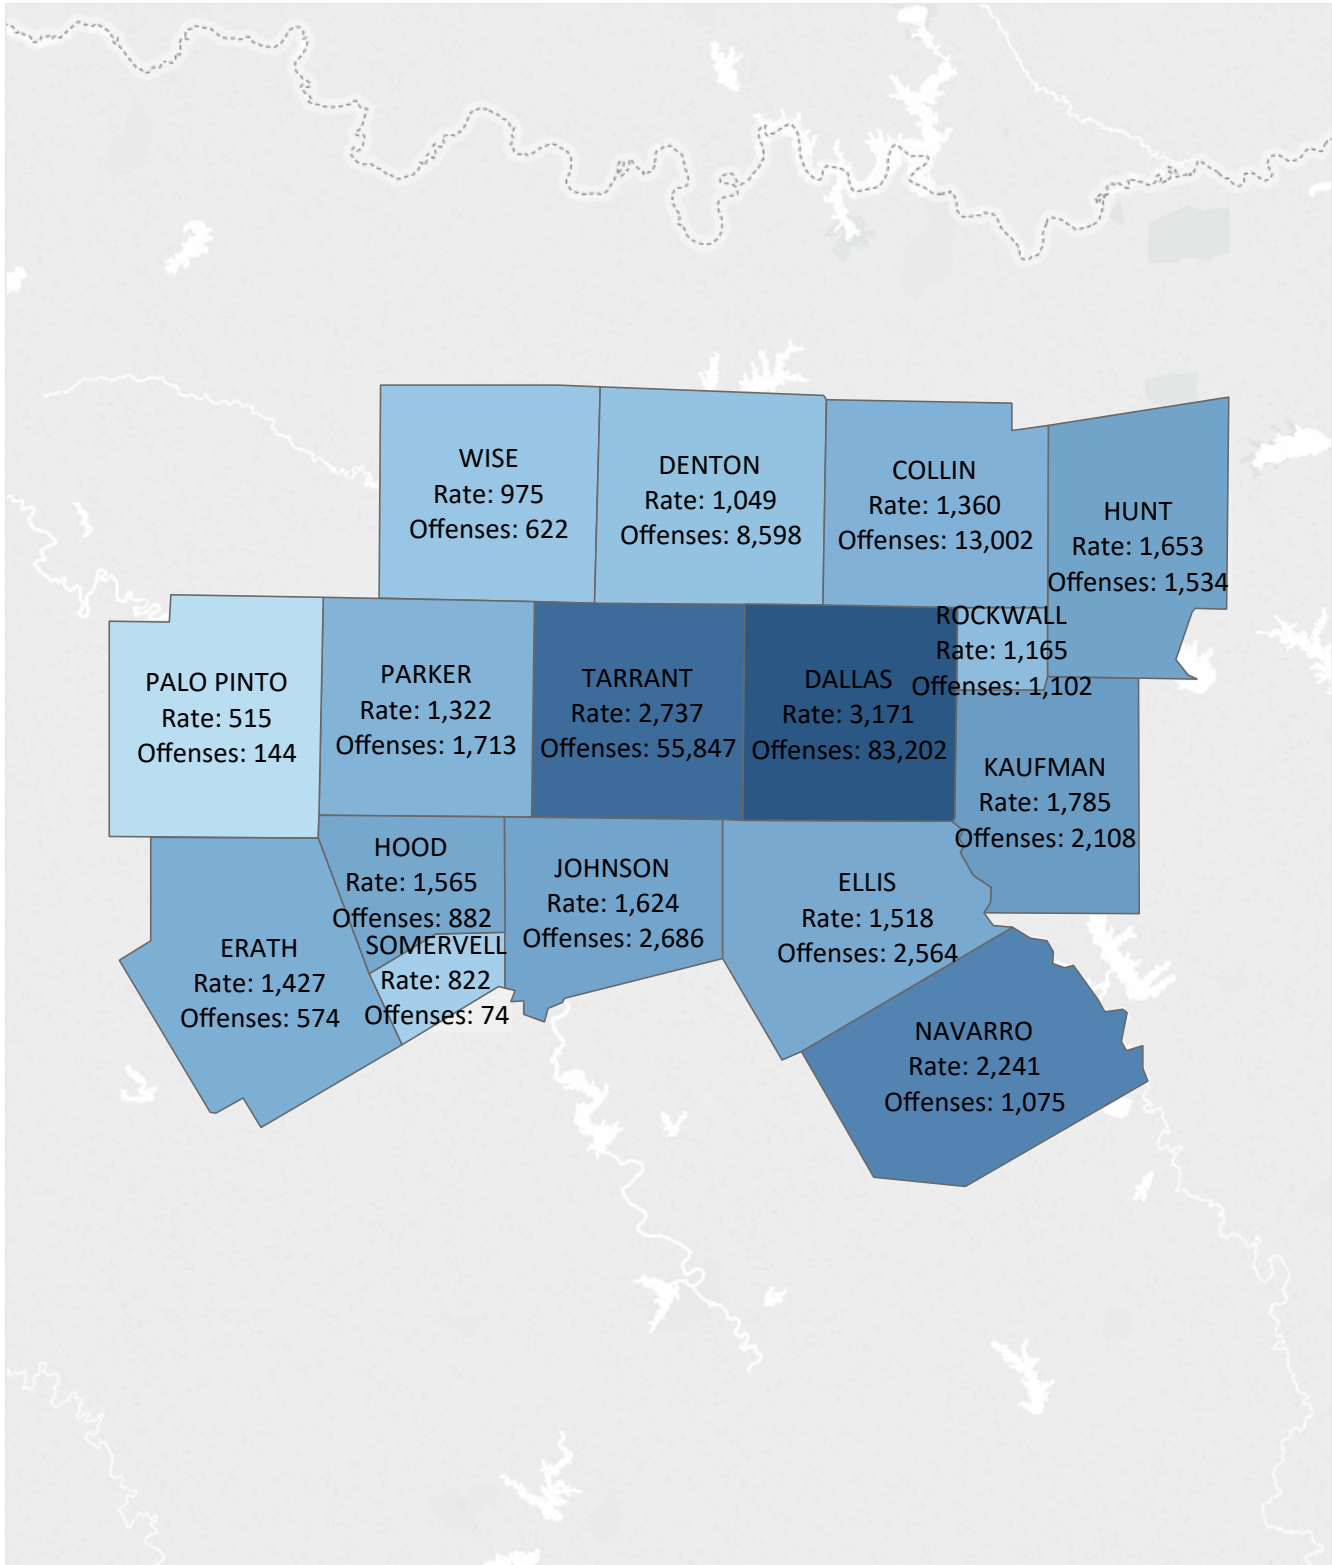 WISE
Rate: 975
Offenses: 622
DENTON
Rate: 1,049
Offenses: 8,598
COLLIN
Rate: 1,360
Offenses: 13,002
HUNT
Rate: 1,653
Offenses: 1,534
ROCKWALL
Rate: 1,165
Offenses: 1,102
PALO PINTO
Rate: 515
Offenses: 144
PARKER
Rate: 1,322
Offenses: 1,713
TARRANT
Rate: 2,737
Offenses: 55,847
DALLAS
Rate: 3,171
Offenses: 83,202
KAUFMAN
Rate: 1,785
Offenses: 2,108
HOOD
Rate: 1,565
Offenses: 882
JOHNSON
Rate: 1,624
Offenses: 2,686
ELLIS
Rate: 1,518
Offenses: 2,564
ERATH
Rate: 1,427
Offenses: 574
SOMERVELL
Rate: 822
Offenses: 74
NAVARRO
Rate: 2,241
Offenses: 1,075